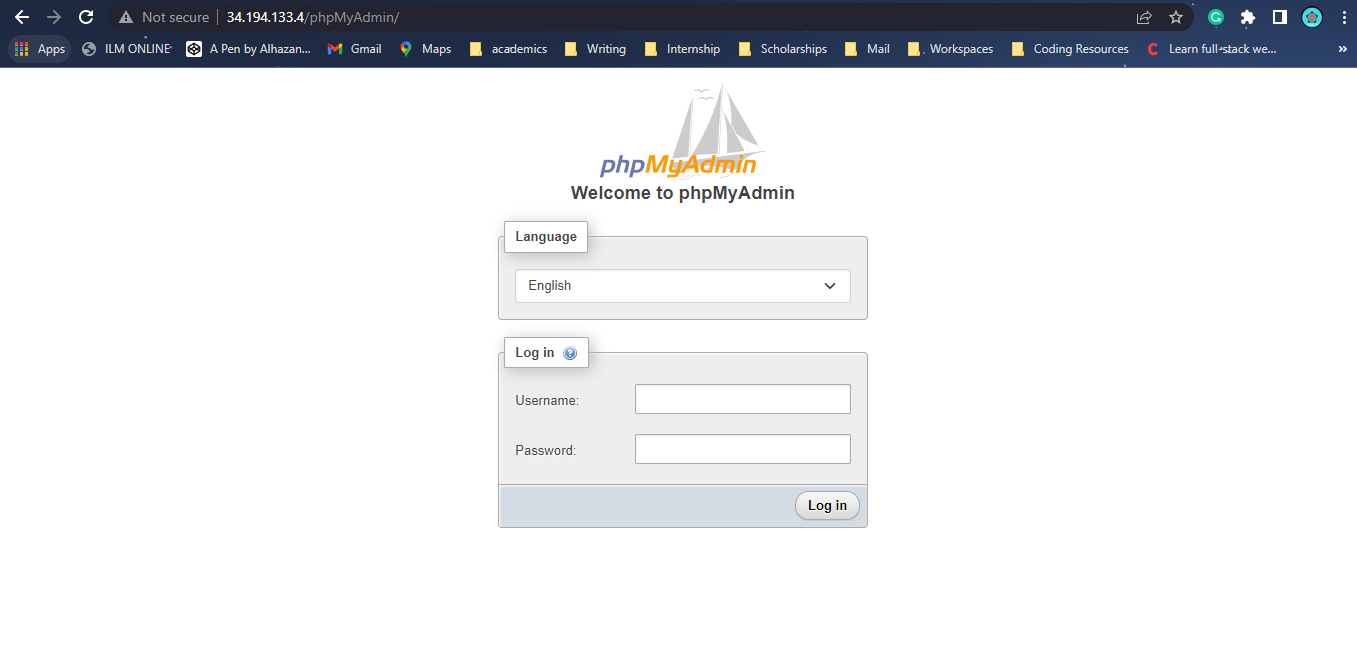 Not secure 34.194.133.4/phpMyAdmin/
Apps ILM ONLINE A Pen by Alhazan... Gmail Maps academics Writing Internship Scholarships Mail Workspaces Coding Resources Learn full-stack we... »
phpMyAdmin
Welcome to phpMyAdmin
Language
English
Log in
Username:
Password:
Log in